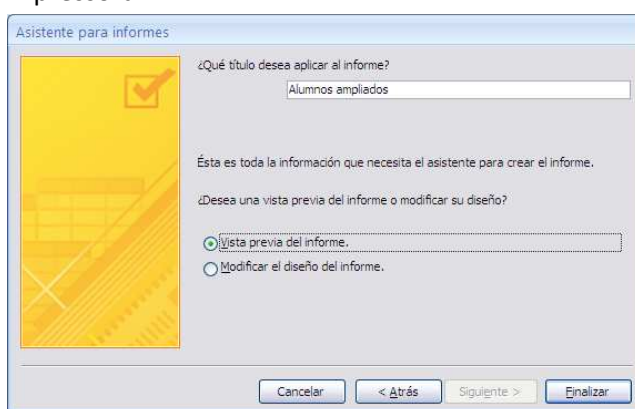 Asistente para informes
¿Qué título desea aplicar al informe?
Alumnos ampliados
Ésta es toda la información que necesita el asistente para crear el informe.
¿Desea una vista previa del informe o modificar su diseño?
Vista previa del informe.
Modificar el diseño del informe.
Cancelar < Atrás Siguiente > Finalizar